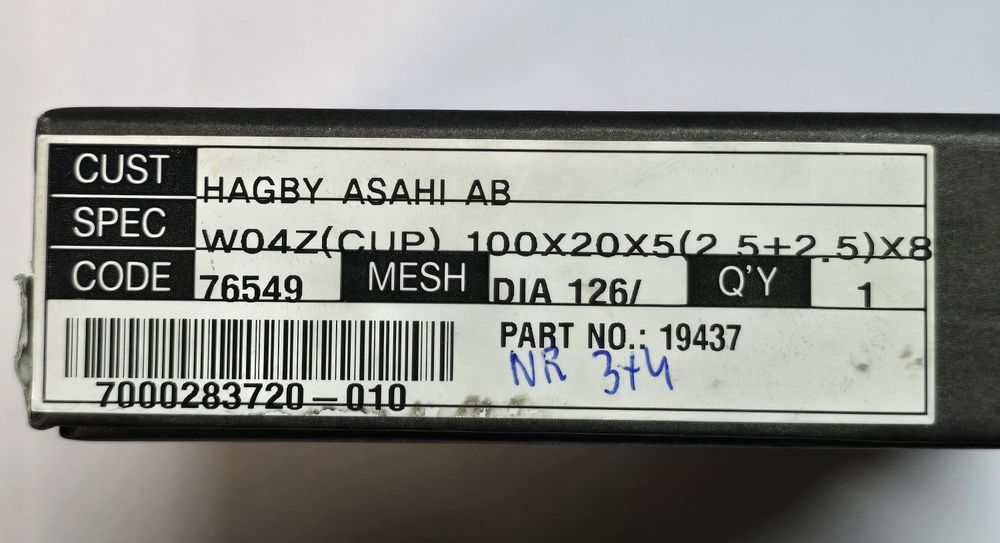 CUST HAGBY ASAHI AB
SPEC W04Z(CUP) 100X20X5(2.5+2.5)X8
CODE 76549 MESH DIA 126/ Q'Y 1
PART NO.: 19437
NR 3+4
7000283720-010